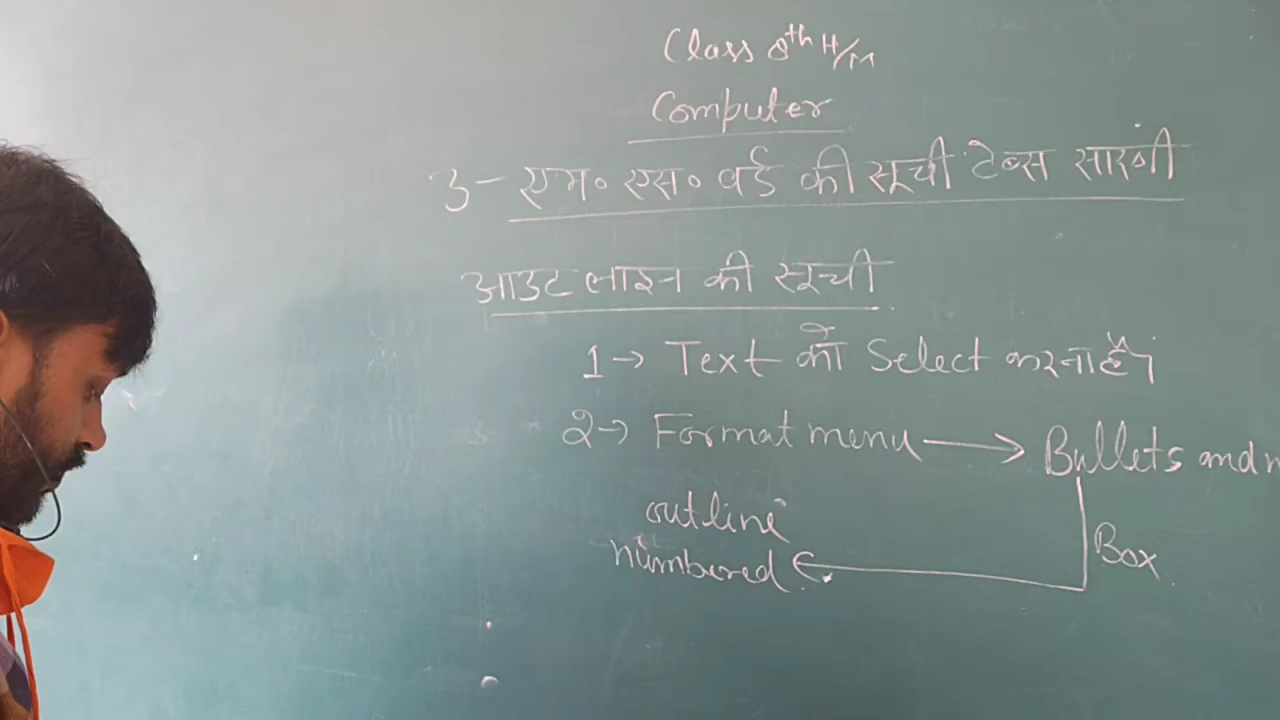 Class 8th H/M
Computer
3- एम० एस० वर्ड की सूची टेब्स सारणी
आउट लाइन की सूची
1→ Text को Select करना है।
2→ Format menu → Bullets and
outline
numbered
Box